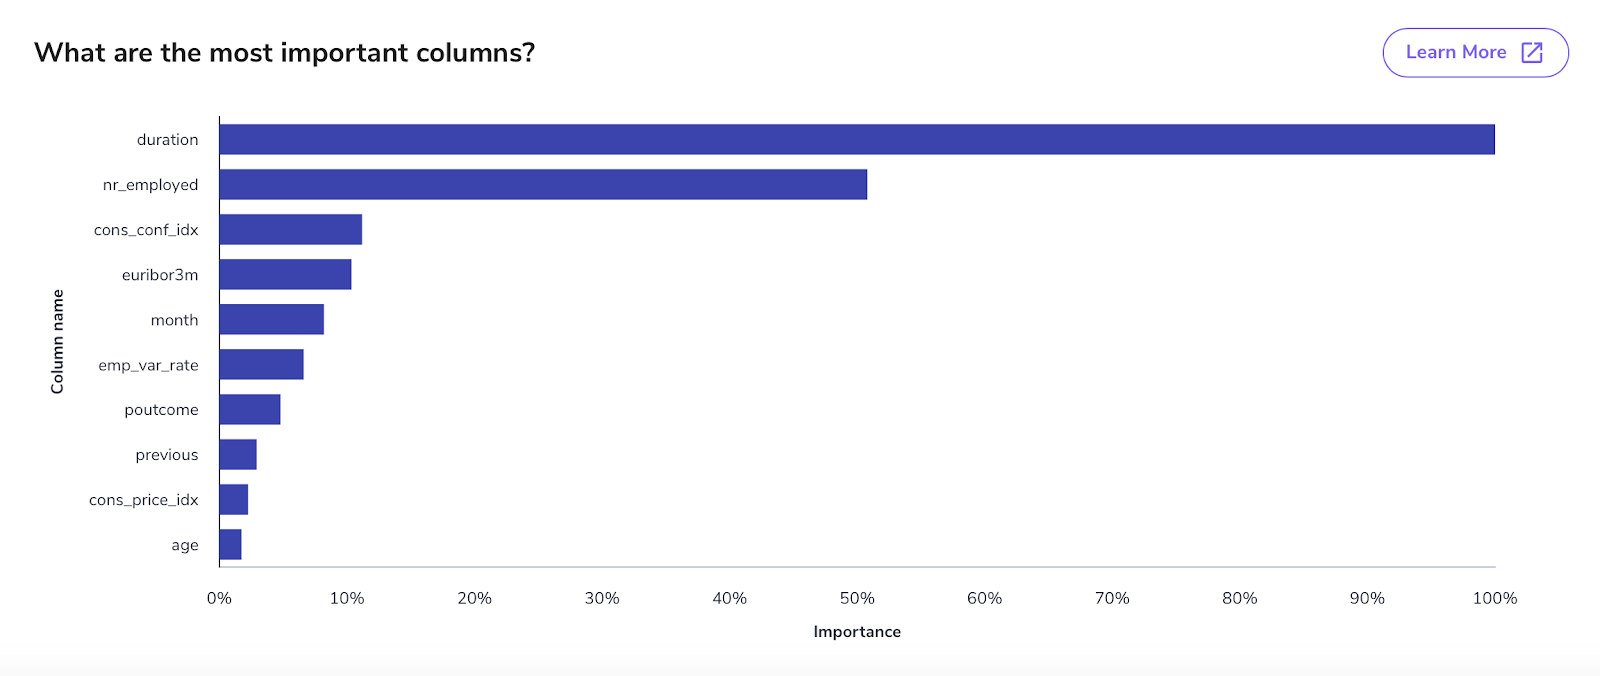 What are the most important columns?
Learn More
duration
nr_employed
cons_conf_idx
euribor3m
month
emp_var_rate
poutcome
previous
cons_price_idx
age
Column name
0% 10% 20% 30% 40% 50% 60% 70% 80% 90% 100%
Importance